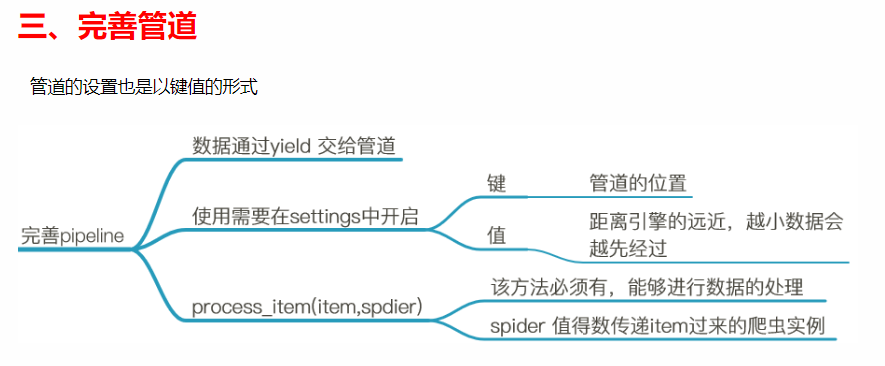 三、完善管道
管道的设置也是以键值的形式
完善pipeline
数据通过yield 交给管道
使用需要在settings中开启
键
管道的位置
值
距离引擎的远近，越小数据会
越先经过
process_item(item,spdier)
该方法必须有，能够进行数据的处理
spider 值得数传递item过来的爬虫实例